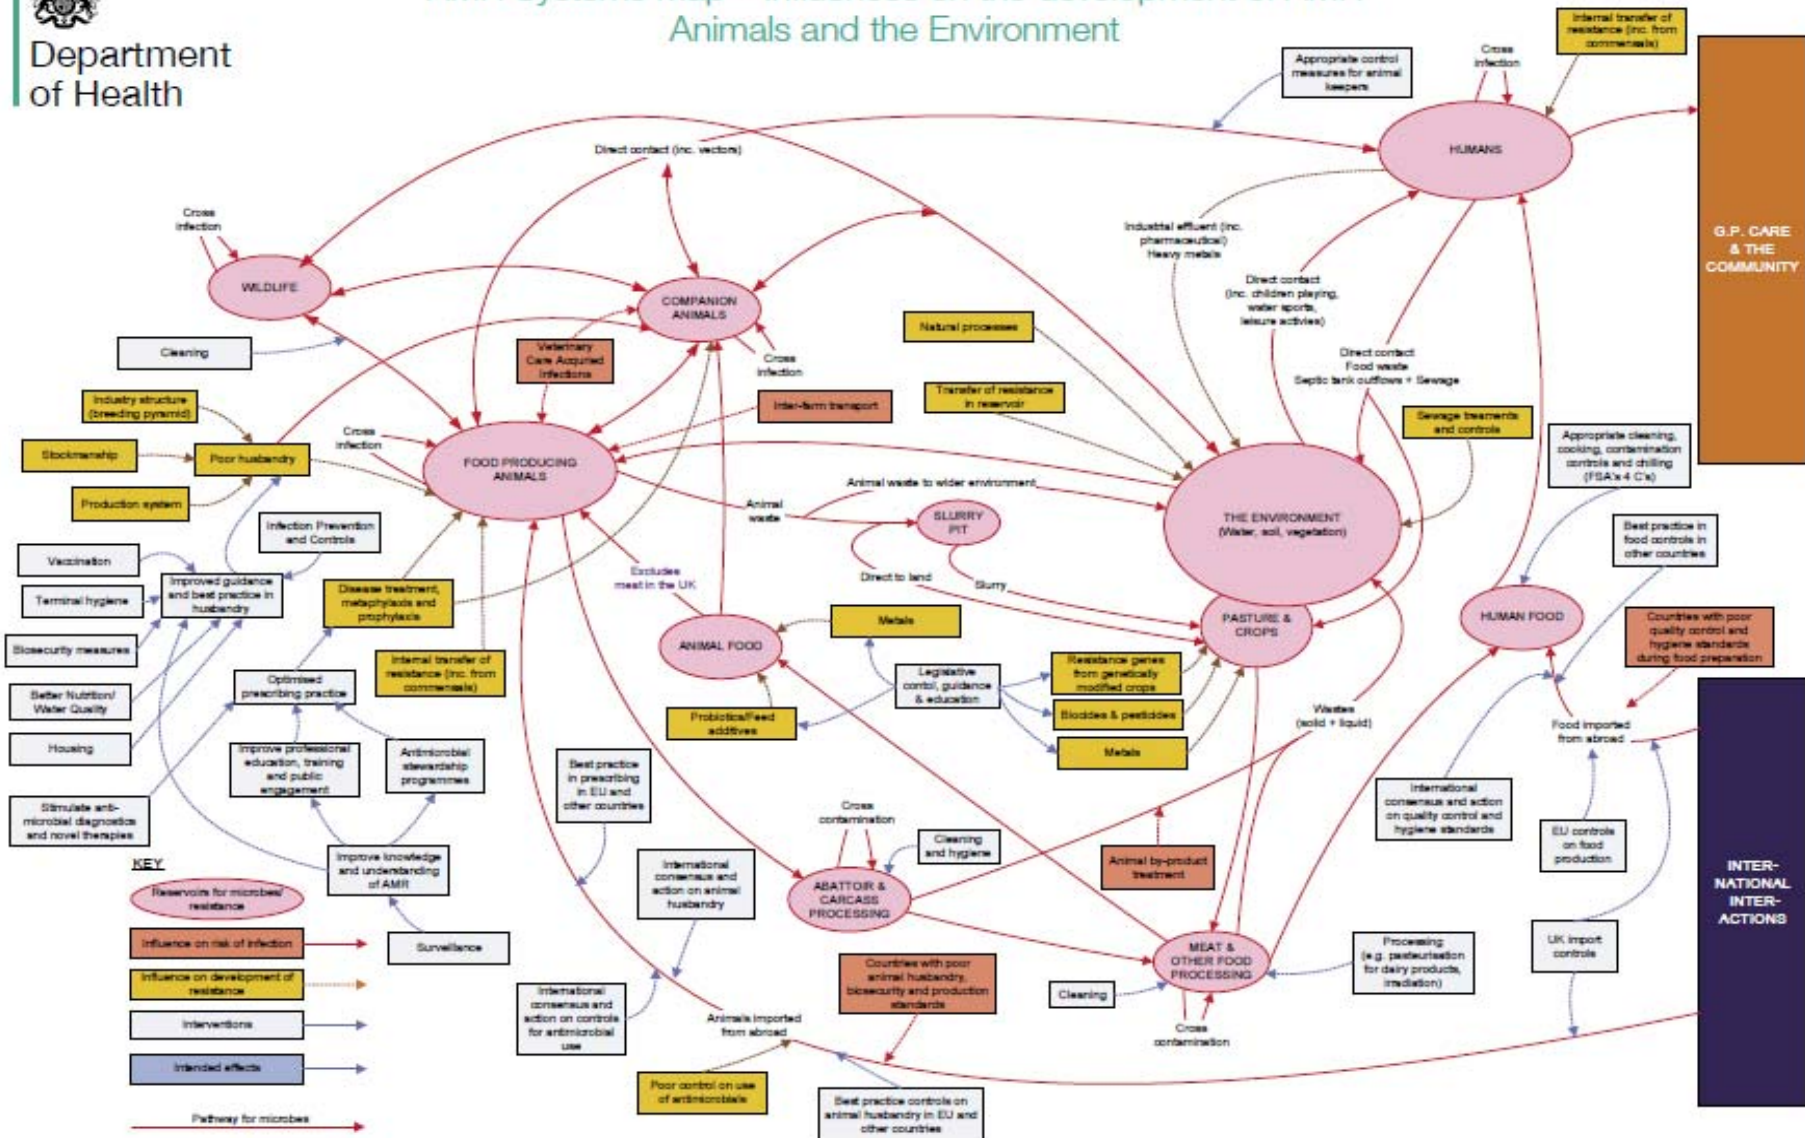 Department
of Health
Animals and the Environment
Internal transfer of
resistance (inc. from
commensals)
Cross
infection
Appropriate control
measures for animal
keepers
HUMANS
Direct contact (inc. vectors)
Cross
infection
WILDLIFE
COMPANION
ANIMALS
Industrial effluent (inc.
pharmaceutical)
Heavy metals
G.P. CARE
& THE
COMMUNITY
Direct contact
(inc. children playing,
water sports,
leisure activies)
Natural processes
Cleaning
Veterinary
Care Acquried
Infections
Cross
infection
Direct contact
Food waste
Septic tank outflows + Sewage
Industry structure
(breeding pyramid)
Inter-farm transport
Transfer of resistance
in reservoir
Sewage treaments
and controls
Stockmanship
Poor husbandry
Cross
infection
FOOD PRODUCING
ANIMALS
Appropriate cleaning,
cooking, contamination
controls and chilling
(FSA's 4 C's)
Production system
Animal
waste
Animal waste to wider environment
SLURRY
PIT
THE ENVIRONMENT
(Water, soil, vegetation)
Infection Prevention
and Controls
Best practice in
food controls in
other countries
Vaccination
Improved guidance
and best practice in
husbandry
Terminal hygiene
Disease treatment,
metaphylaxis and
prophylaxis
Excludes
meat in the UK
Direct to land
Slurry
Biosecurity measures
ANIMAL FOOD
Metals
PASTURE &
CROPS
HUMAN FOOD
Countries with poor
quality control and
hygiene standards
during food preparation
Internal transfer of
resistance (inc. from
commensals)
Better Nutrition/
Water Quality
Optimised
prescribing practice
Legislative
contol, guidance
& education
Resistance genes
from genetically
modified crops
Probiotics/Feed
additives
Biocides & pesticides
Wastes
(solid + liquid)
Food imported
from abroad
Housing
Improve professional
education, training
and public
engagement
Antimicrobial
stewardship
programmes
Metals
Best practice
in prescribing
in EU and
other countries
International
consensus and action
on quality control and
hygiene standards
Stimulate anti-
microbial diagnostics
and novel therapies
Cross
contamination
Cleaning
and hygiene
EU controls
on food
production
KEY
Improve knowledge
and understanding
of AMR
International
consensus and
action on animal
husbandry
Animal by-product
treatment
Reservoirs for microbes/
resistance
ABATTOIR &
CARCASS
PROCESSING
INTER-
NATIONAL
INTER-
ACTIONS
Influence on risk of infection
Surveillance
UK import
controls
Influence on development of
resistance
MEAT &
OTHER FOOD
PROCESSING
Processing
(e.g. pasteurisation
for dairy products,
irradiation)
Countries with poor
animal husbandry,
biosecurity and production
standards
Cleaning
Interventions
International
consensus and
action on controls
for antimicrobial
use
Animals imported
from abroad
Cross
contamination
Intended effects
Poor control on use
of antimicrobials
Best practice controls on
animal husbandry in EU and
other countries
Pathway for microbes